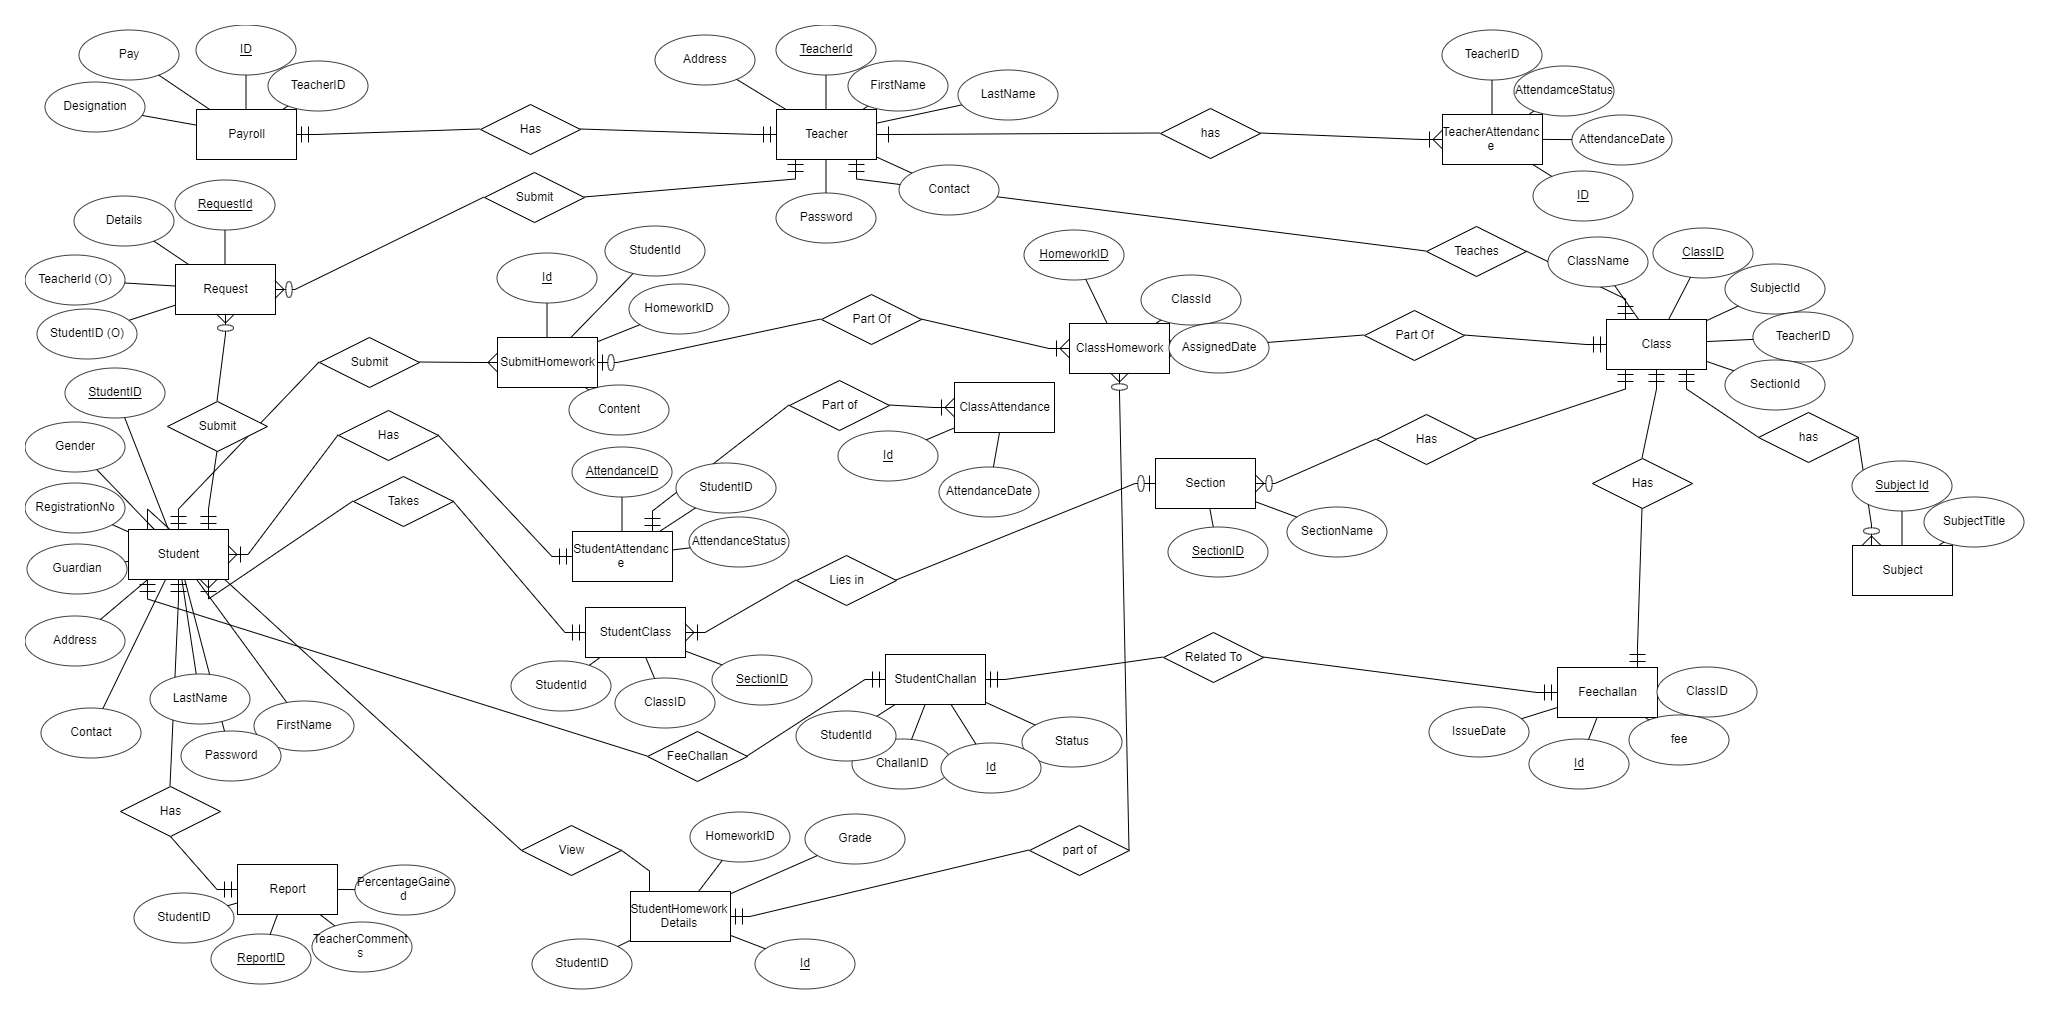 Pay
ID
TeacherID
Designation
Payroll
Has
Address
TeacherId
FirstName
LastName
Teacher
Contact
Password
has
TeacherID
AttendamceStatus
TeacherAttendanc
e
AttendanceDate
ID
RequestId
Details
TeacherId (O)
StudentID (O)
Request
Submit
Submit
Id
StudentId
HomeworkID
SubmitHomework
Content
Submit
Part Of
HomeworkID
ClassId
ClassHomework
AssignedDate
Part Of
Teaches
ClassName
ClassID
SubjectId
TeacherID
SectionId
Class
StudentID
Gender
RegistrationNo
Student
Guardian
Address
Contact
LastName
Password
FirstName
Has
Takes
Part of
ClassAttendance
Id
AttendanceDate
AttendanceID
StudentID
AttendanceStatus
StudentAttendanc
e
Section
SectionID
SectionName
Has
Has
has
Subject Id
SubjectTitle
Subject
Lies in
StudentClass
StudentId
ClassID
SectionID
StudentChallan
StudentId
ChallanID
Id
Status
Related To
Feechallan
ClassID
IssueDate
Id
fee
FeeChallan
Has
Report
StudentID
ReportID
TeacherComment
s
PercentageGaine
d
View
HomeworkID
Grade
StudentHomework
Details
StudentID
Id
part of